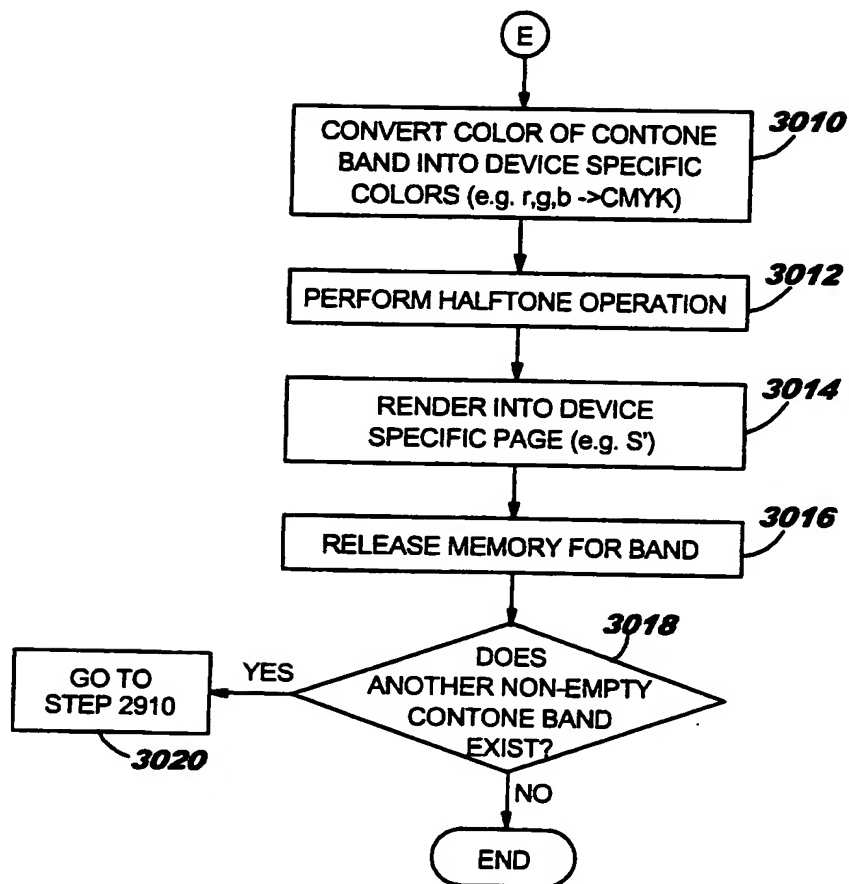 E
CONVERT COLOR OF CONTONE
BAND INTO DEVICE SPECIFIC
COLORS (e.g. r,g,b ->CMYK)
3010
PERFORM HALFTONE OPERATION
3012
RENDER INTO DEVICE
SPECIFIC PAGE (e.g. S')
3014
RELEASE MEMORY FOR BAND
3016
DOES
ANOTHER NON-EMPTY
CONTONE BAND
EXIST?
3018
YES
GO TO
STEP 2910
3020
NO
END